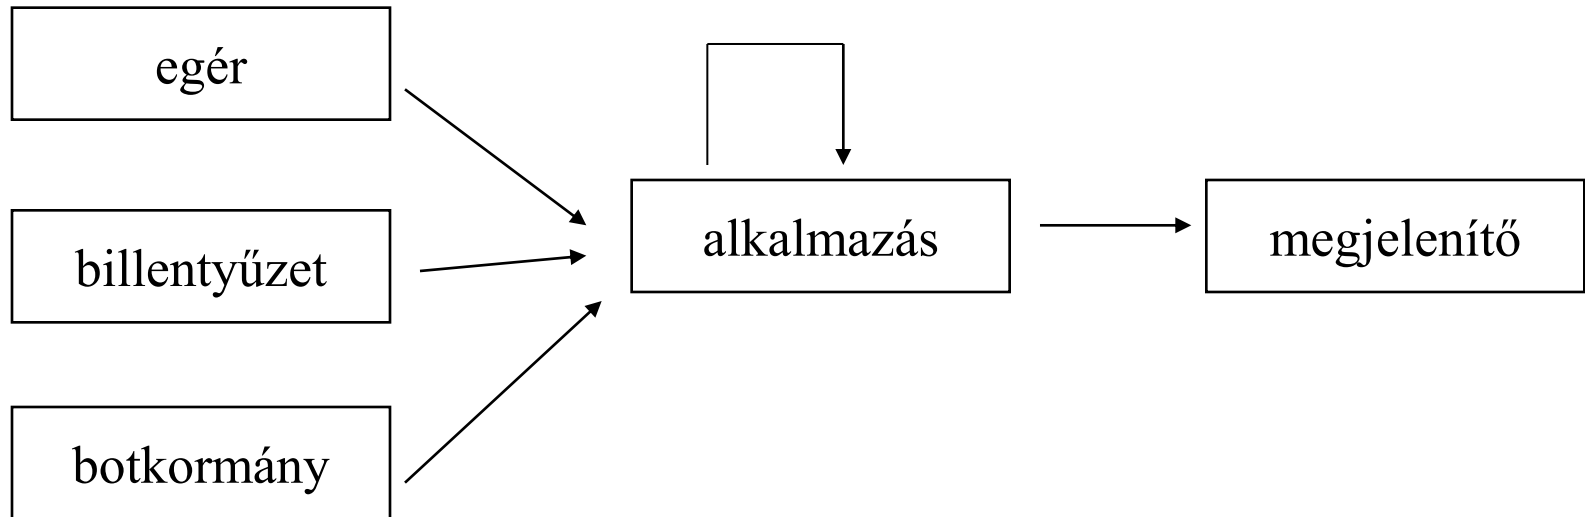 egér
billentyűzet
botkormány
alkalmazás
megjelenítő